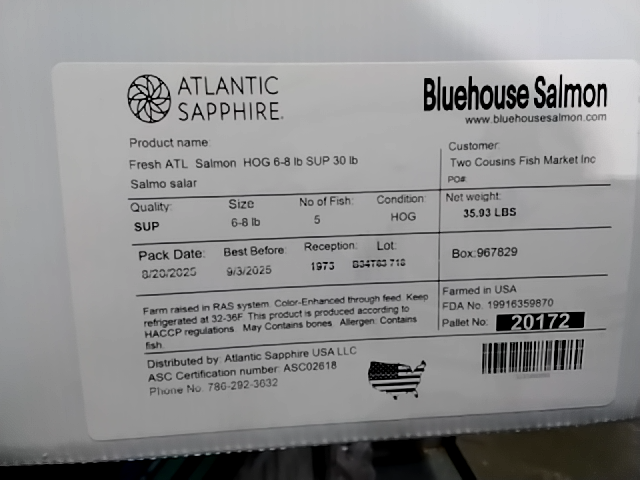 ATLANTIC
SAPPHIRE.
Bluehouse Salmon
www.bluehousesalmon.com
Product name:
Fresh ATL Salmon HOG 6-8 lb SUP 30 lb
Salmo salar
Customer:
Two Cousins Fish Market Inc
PO#:
Quality: Size No of Fish: Condition:
SUP 6-8 lb 5 HOG
Net weight:
35.93 LBS
Pack Date: Best Before: Reception: Lot:
8/20/2025 9/3/2025 1973
Box:967829
Farm raised in RAS system. Color-Enhanced through feed. Keep
refrigerated at 32-36F. This product is produced according to
HACCP regulations. May Contains bones. Allergen: Contains
fish.
Farmed in USA
FDA No. 19916359870
Pallet No: 20172
Distributed by: Atlantic Sapphire USA LLC
ASC Certification number: ASC02618
Phone No: 786-292-3632